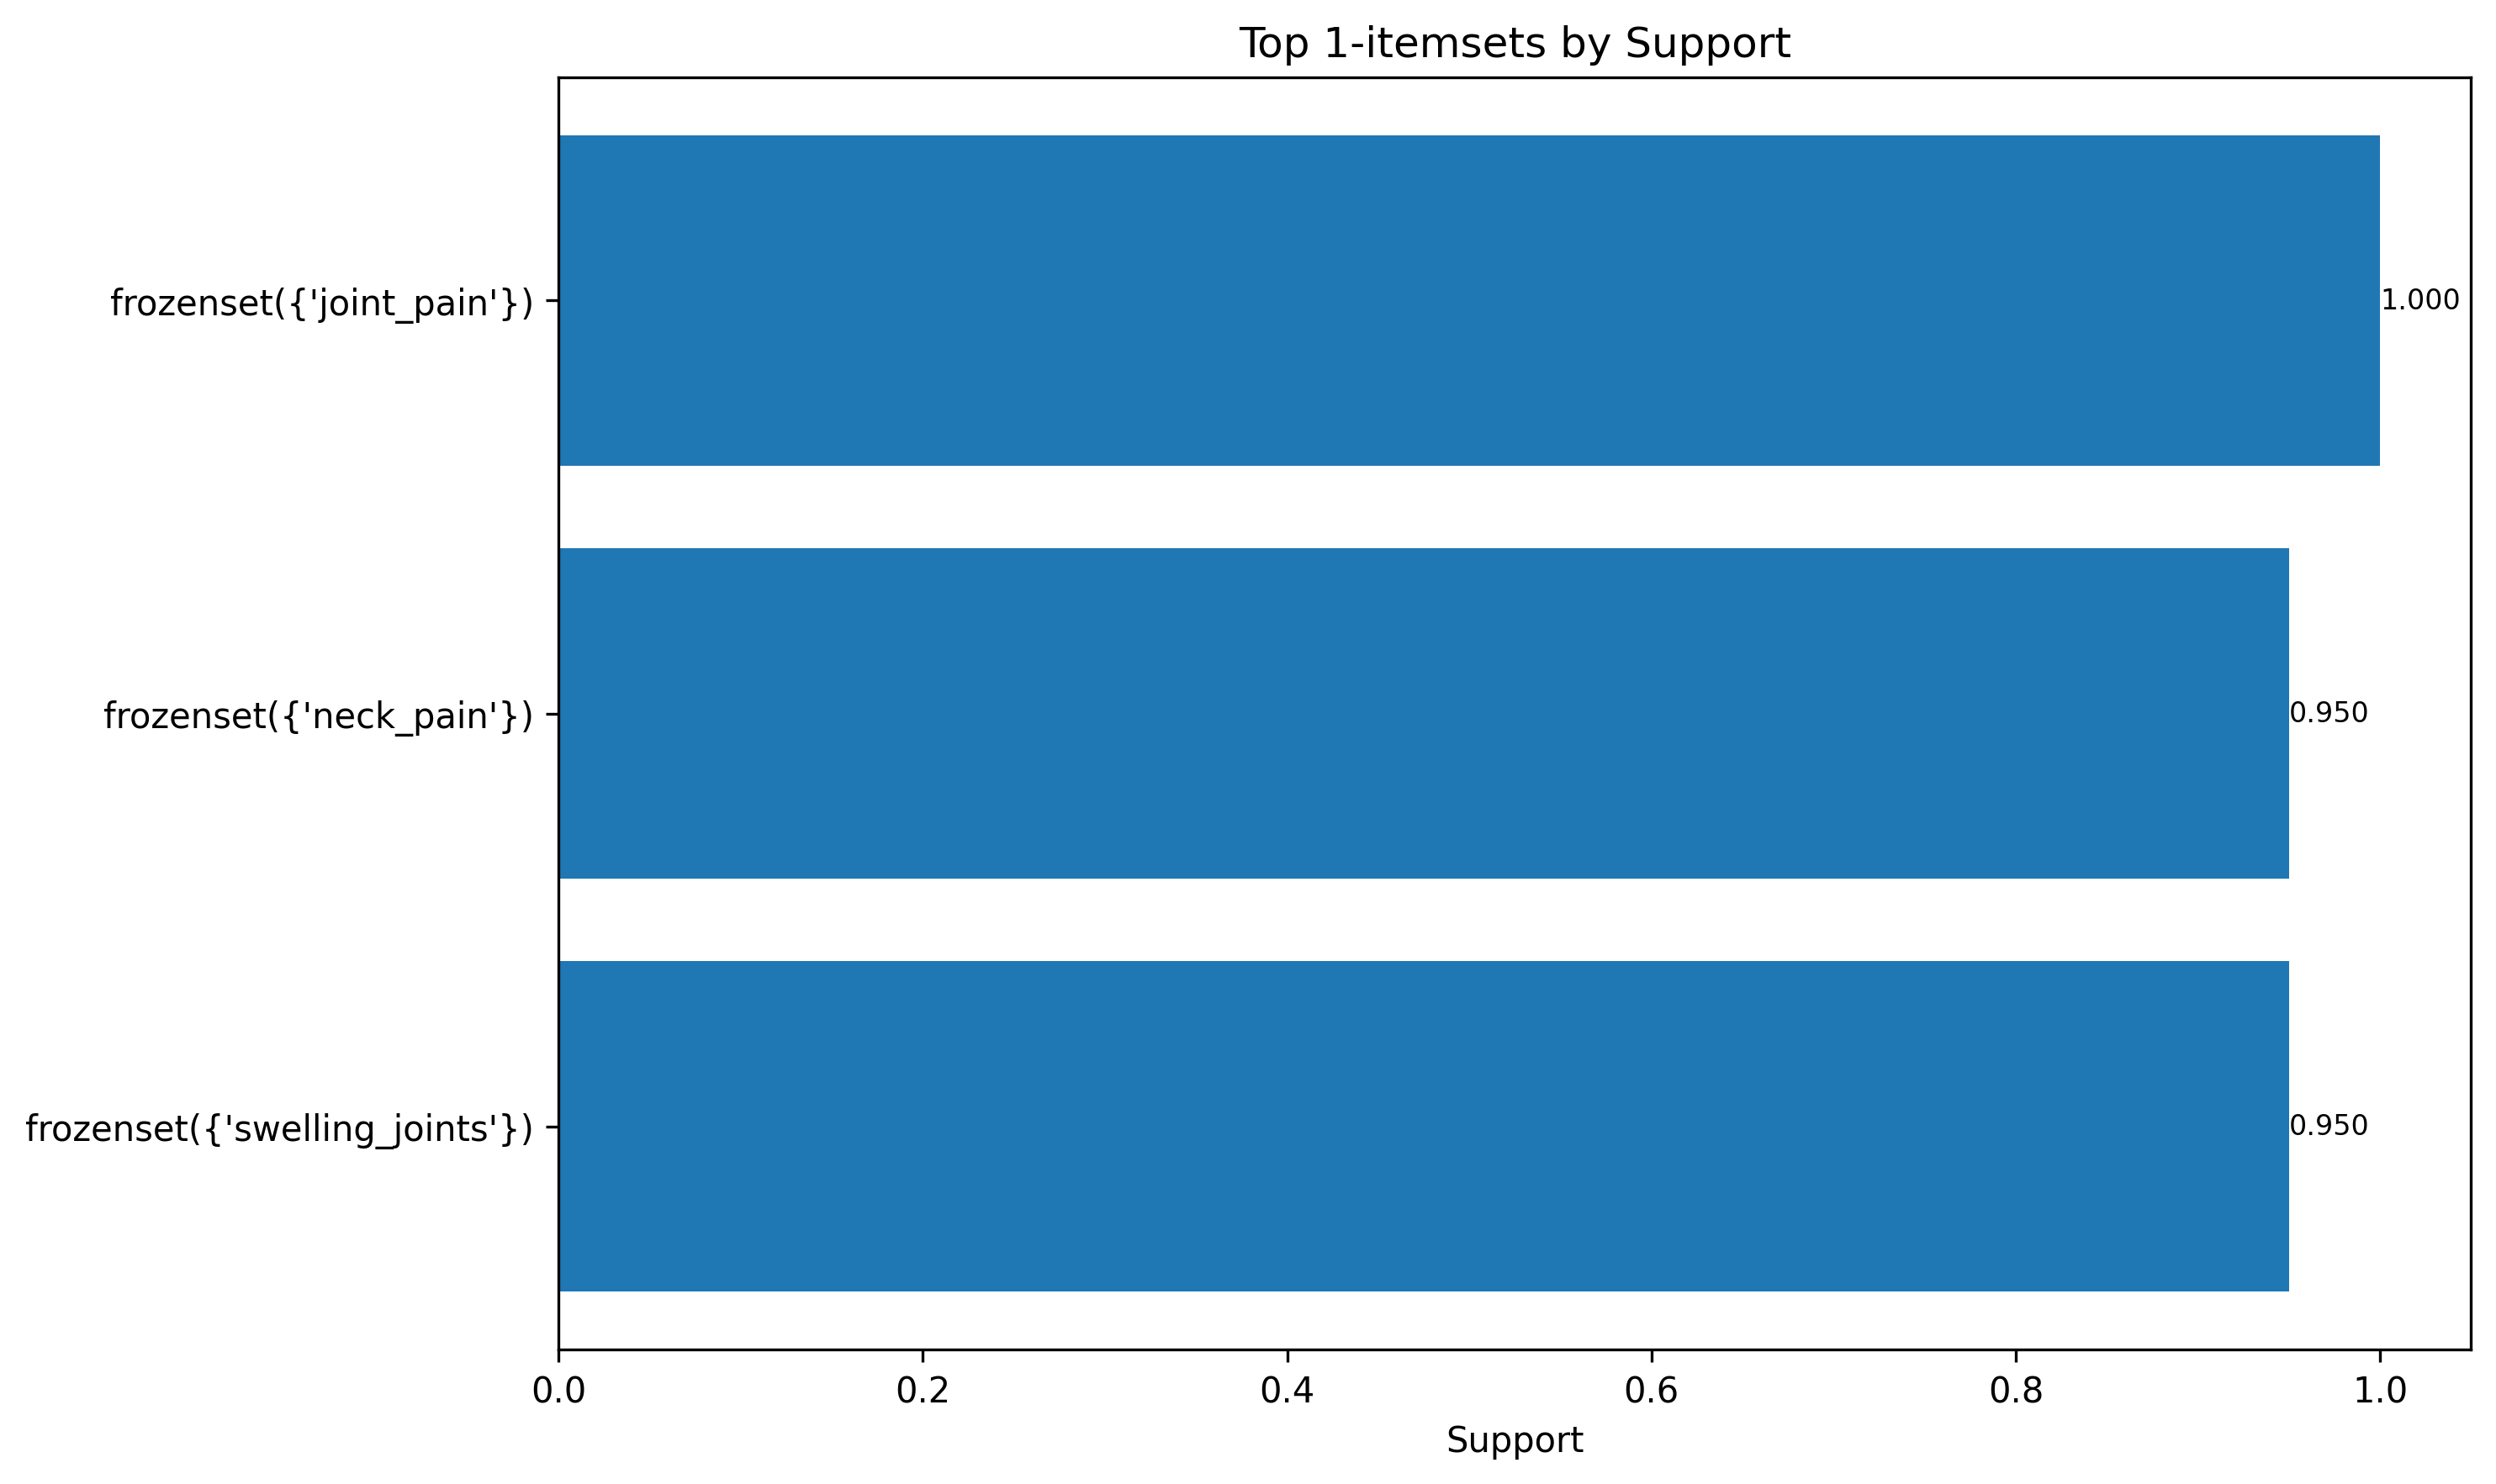 Top 1-itemsets by Support
frozenset({'joint_pain'})
1.000
frozenset({'neck_pain'})
0.950
frozenset({'swelling_joints'})
0.950
0.0 0.2 0.4 0.6 0.8 1.0
Support